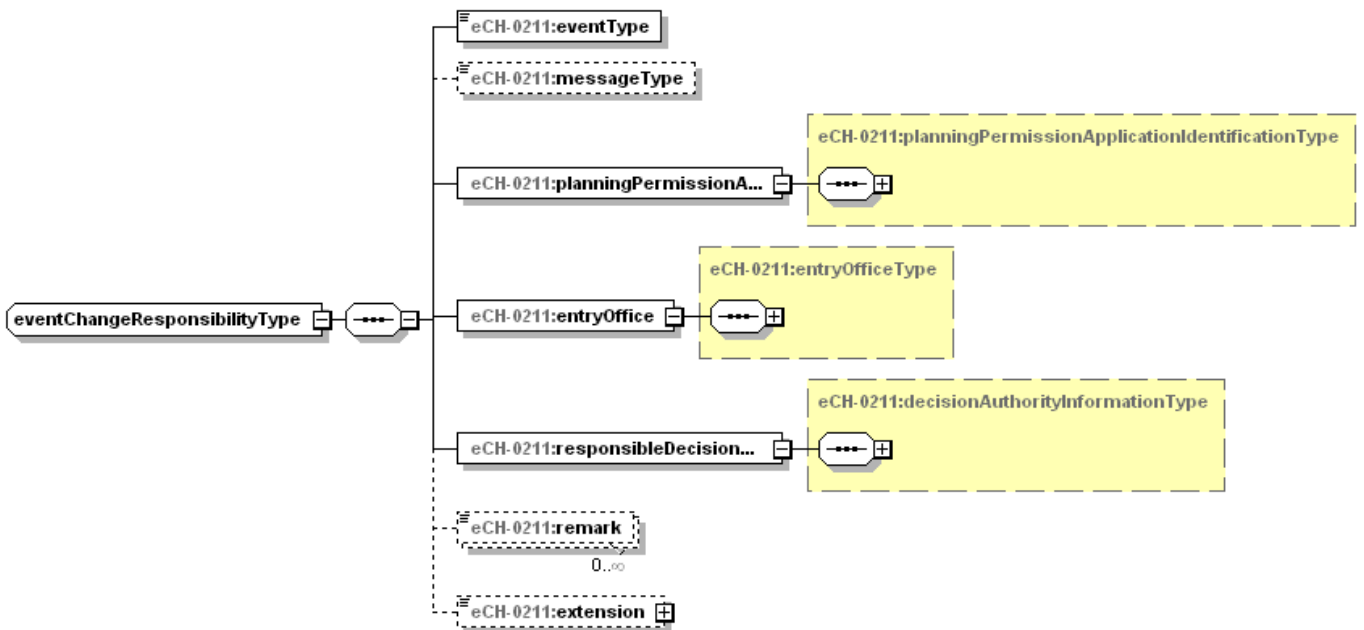 eCH-0211:eventType
eCH-0211:messageType
eCH-0211:planningPermissionApplicationIdentificationType
eCH-0211:planningPermissionA...
eCH-0211:entryOfficeType
eventChangeResponsibilityType
eCH-0211:entryOffice
eCH-0211:decisionAuthorityInformationType
eCH-0211:responsibleDecision...
eCH-0211:remark
0..∞
eCH-0211:extension